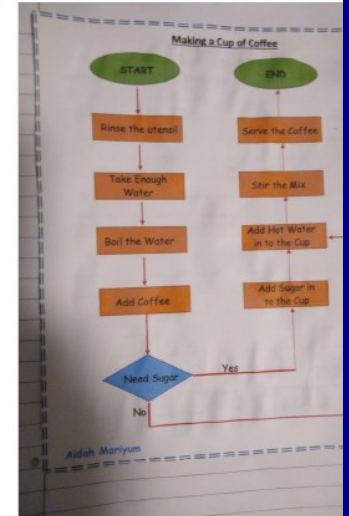 Making a Cup of Coffee
START
Rinse the utensil
Take Enough
Water
Boil the Water
Add Coffee
Need Sugar
Yes
No
Add Sugar in
to the Cup
Add Hot Water
in to the Cup
Stir the Mix
Serve the Coffee
END
Aidah Mariyum